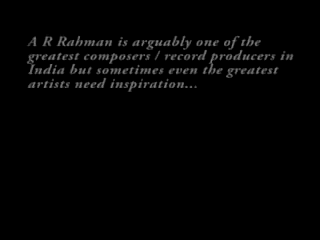 A R Rahman is arguably one of the
greatest composers / record producers in
India but sometimes even the greatest
artists need inspiration...